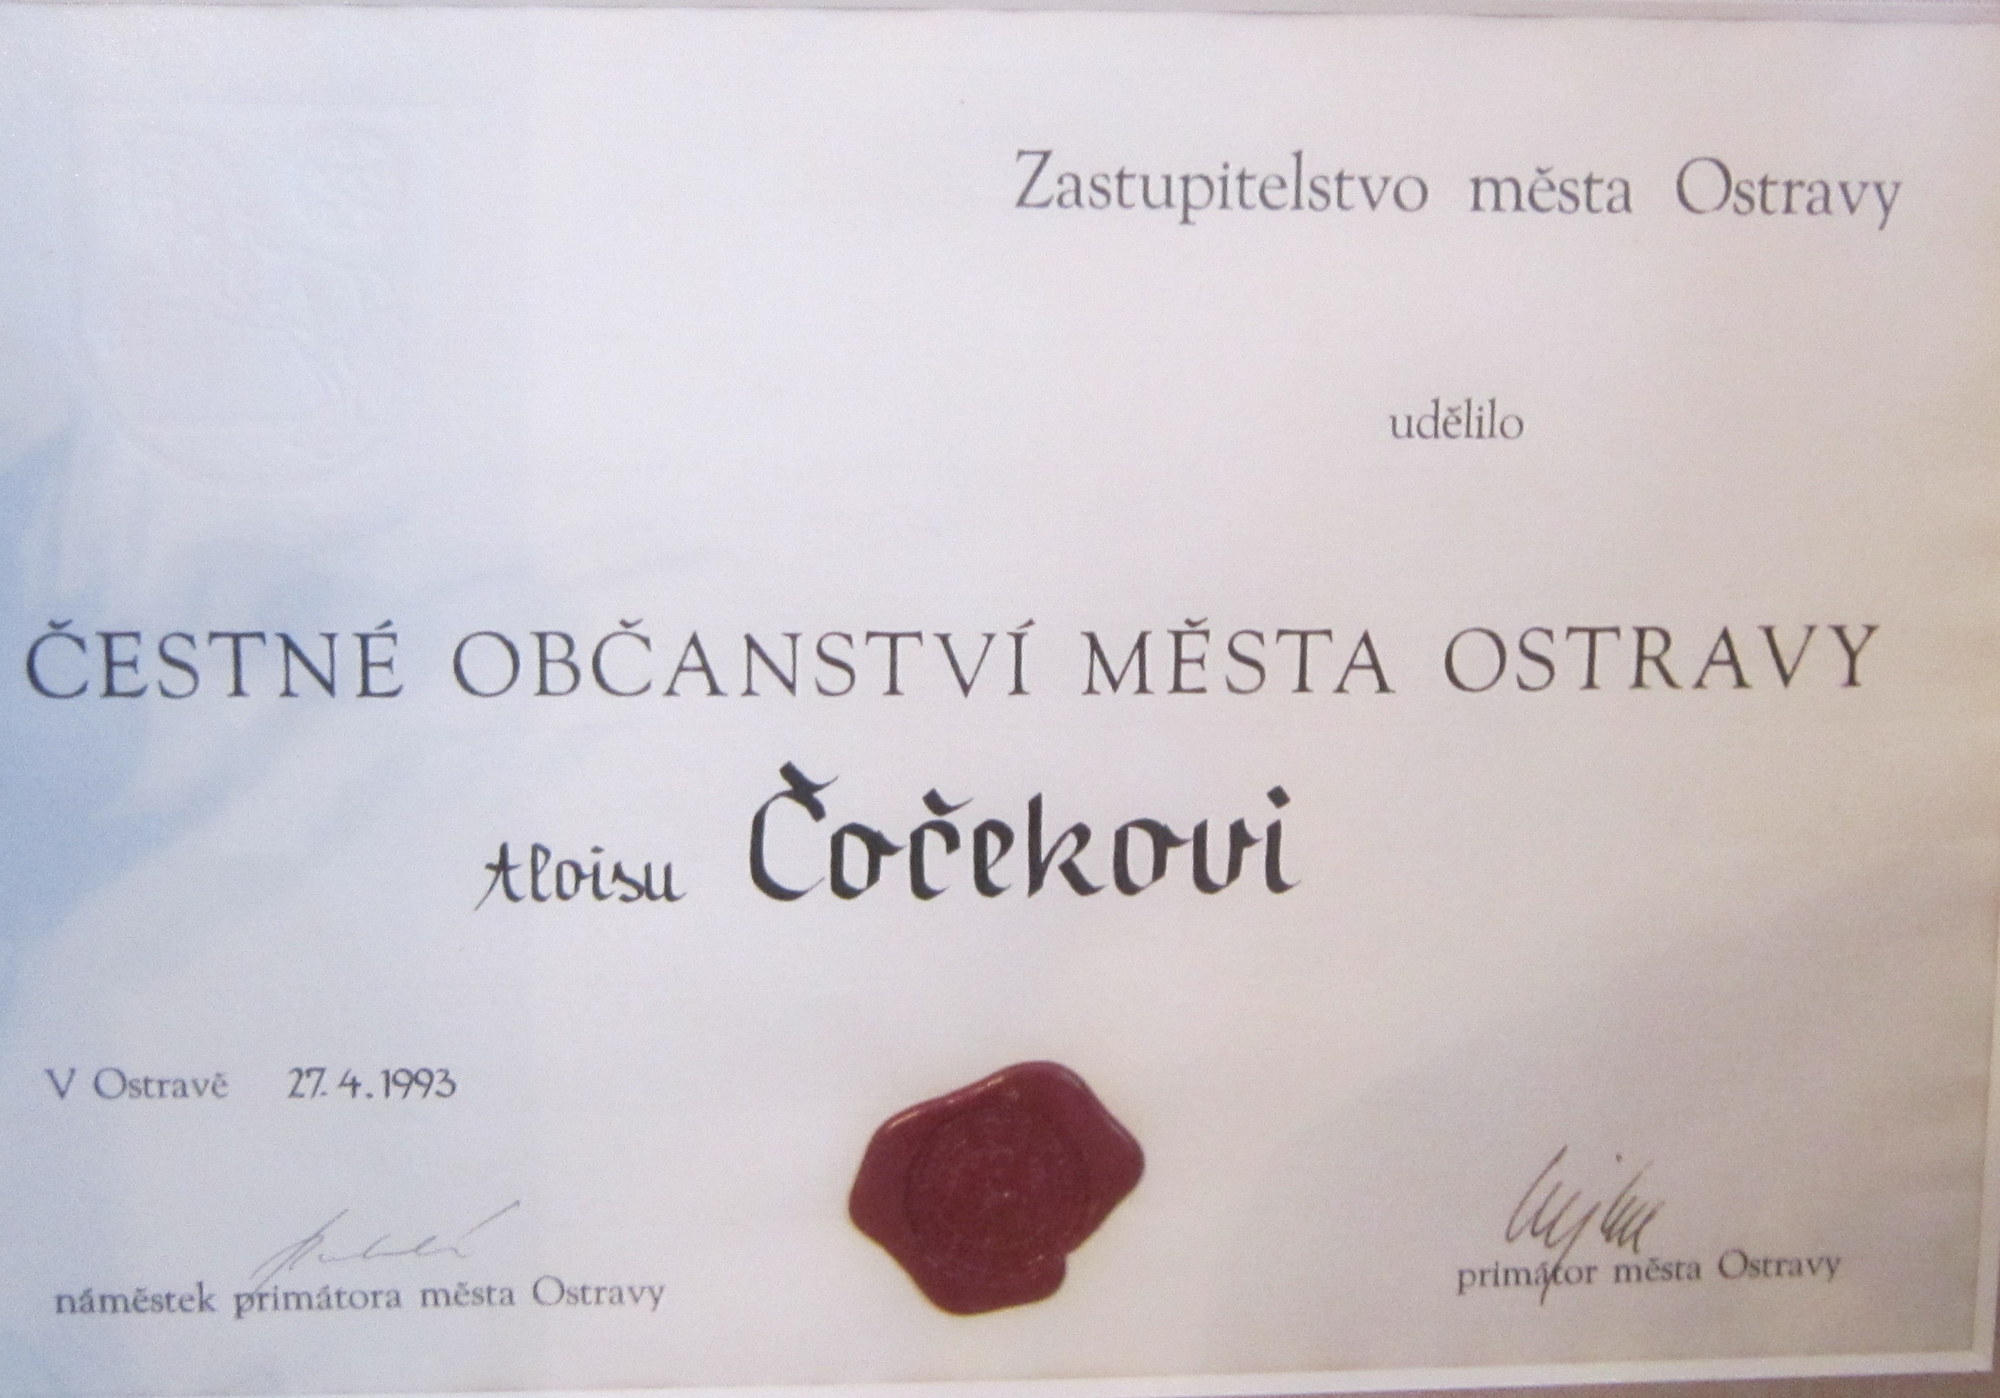 Zastupitelstvo města Ostravy
udělilo
ČESTNÉ OBČANSTVÍ MĚSTA OSTRAVY
Aloisu Čočekovi
V Ostravě 27. 4. 1993
náměstek primátora města Ostravy
primátor města Ostravy